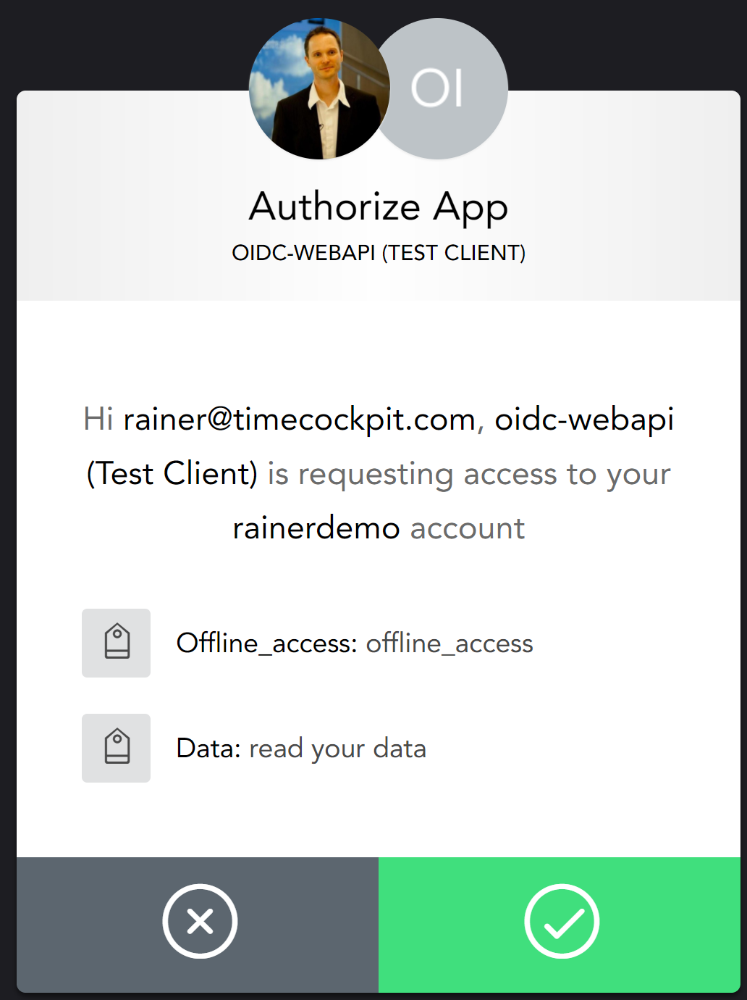 OI
Authorize App
OIDC-WEBAPI (TEST CLIENT)
Hi rainer@timecockpit.com, oidc-webapi
(Test Client) is requesting access to your
rainerdemo account
Offline_access: offline_access
Data: read your data